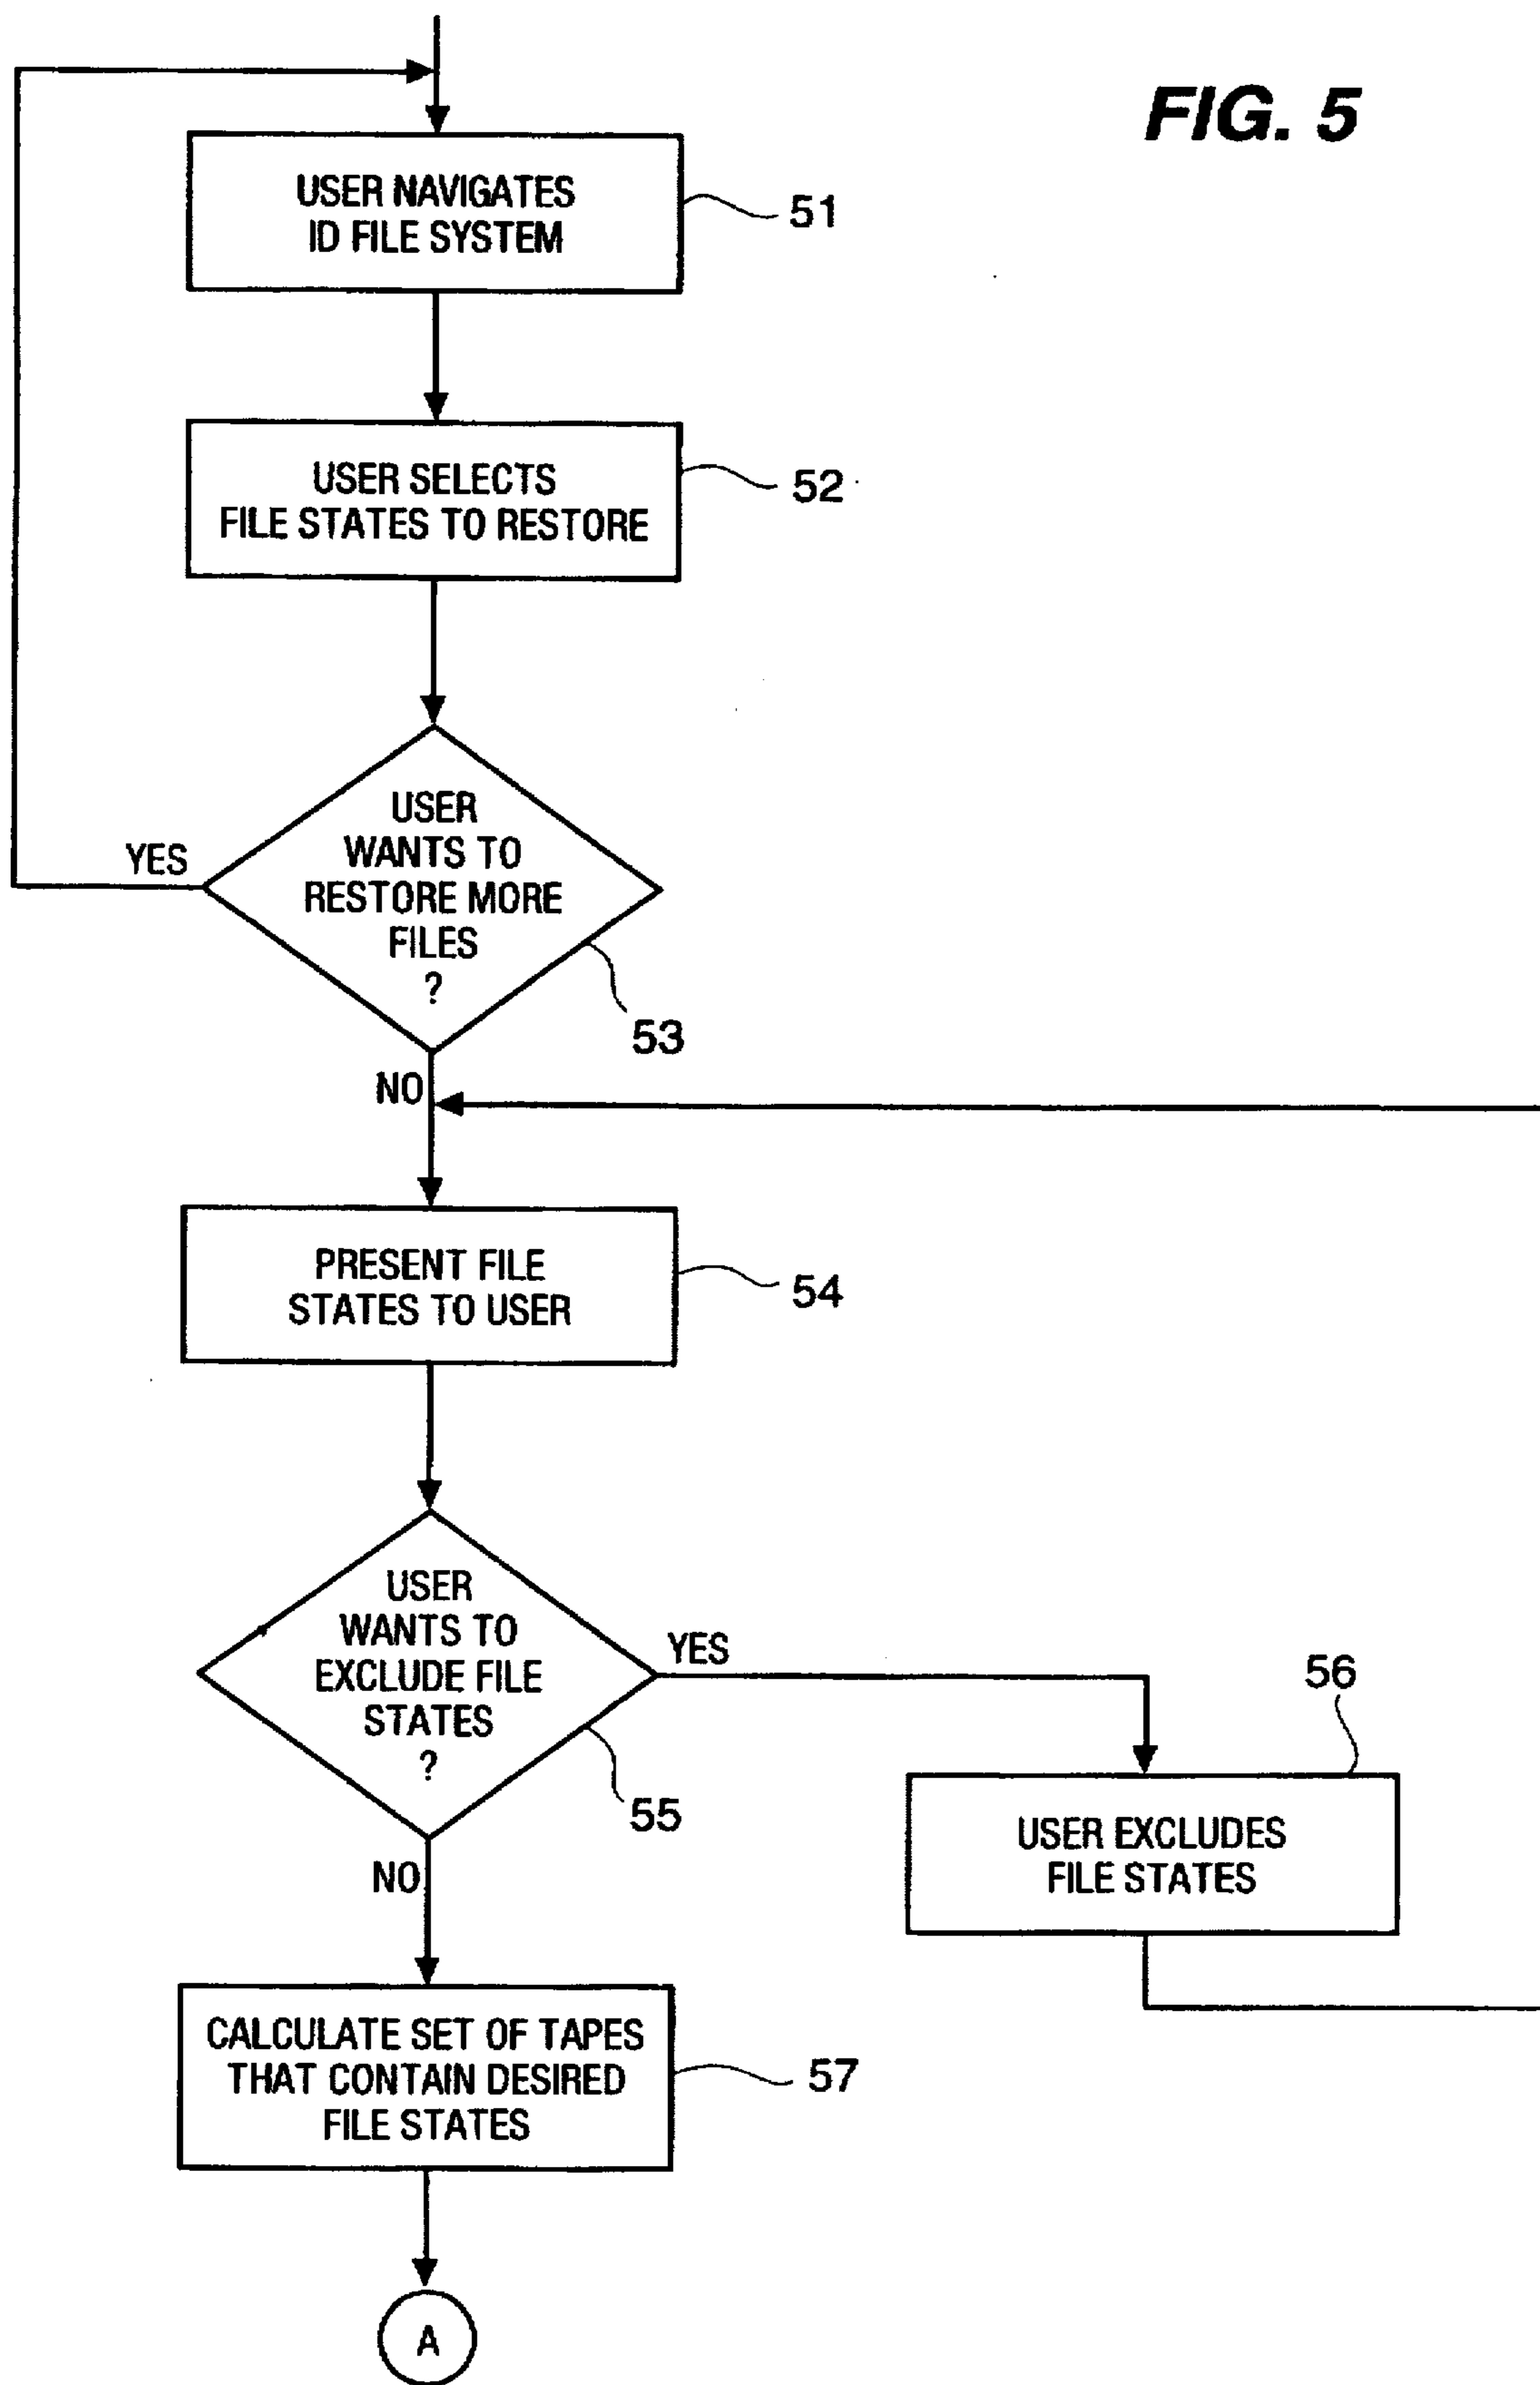 FIG. 5
USER NAVIGATES
ID FILE SYSTEM
51
USER SELECTS
FILE STATES TO RESTORE
52
USER
WANTS TO
RESTORE MORE
FILES
?
YES
53
NO
PRESENT FILE
STATES TO USER
54
USER
WANTS TO
EXCLUDE FILE
STATES
?
YES
55
56
USER EXCLUDES
FILE STATES
NO
CALCULATE SET OF TAPES
THAT CONTAIN DESIRED
FILE STATES
57
A